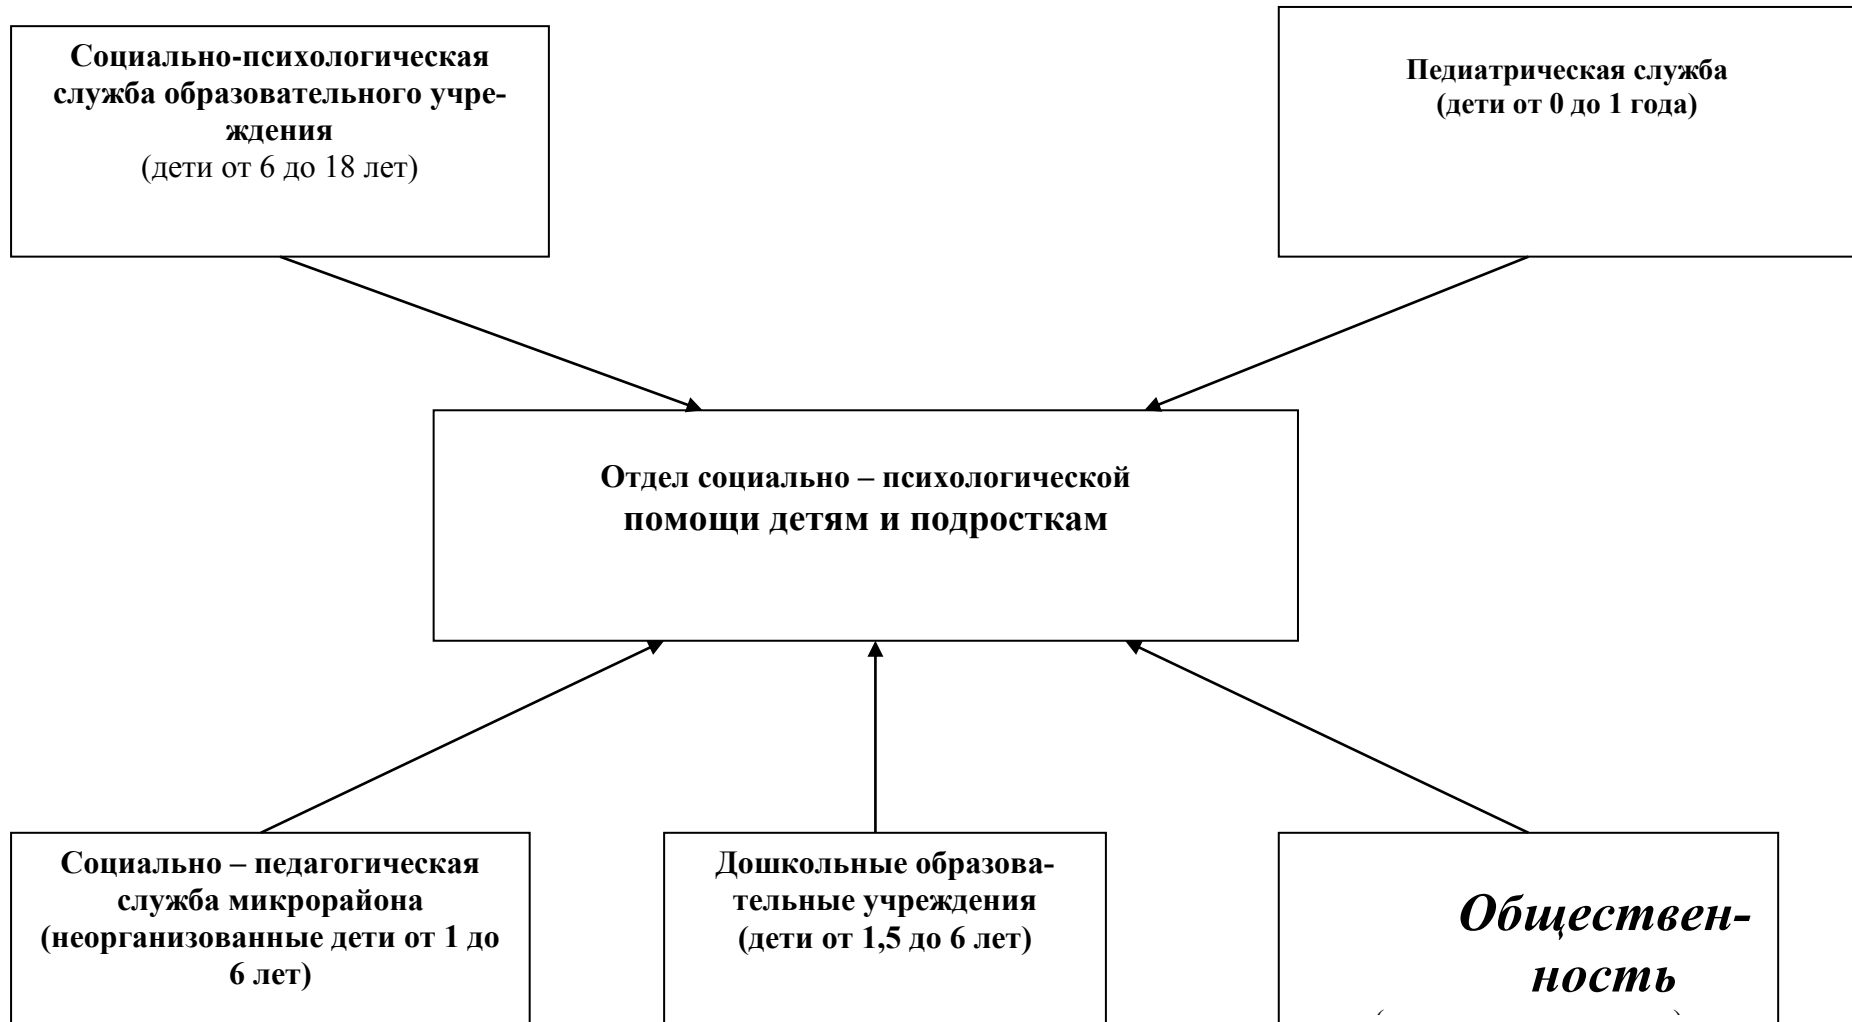 Социально-психологическая
служба образовательного учре-
ждения
(дети от 6 до 18 лет)
Педиатрическая служба
(дети от 0 до 1 года)
Отдел социально – психологической
помощи детям и подросткам
Социально – педагогическая
служба микрорайона
(неорганизованные дети от 1 до
6 лет)
Дошкольные образова-
тельные учреждения
(дети от 1,5 до 6 лет)
Обществен-
ность